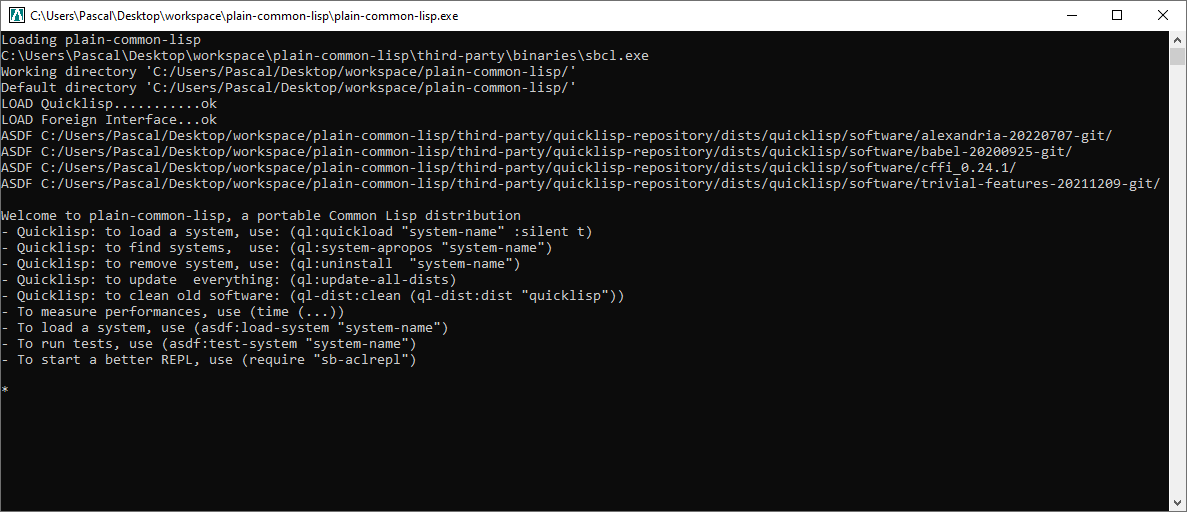 C:\Users\Pascal\Desktop\workspace\plain-common-lisp\plain-common-lisp.exe
Loading plain-common-lisp
C:\Users\Pascal\Desktop\workspace\plain-common-lisp\third-party\binaries\sbcl.exe
Working directory 'C:/Users/Pascal/Desktop/workspace/plain-common-lisp/'
Default directory 'C:/Users/Pascal/Desktop/workspace/plain-common-lisp/'
LOAD Quicklisp...........ok
LOAD Foreign Interface...ok
ASDF C:/Users/Pascal/Desktop/workspace/plain-common-lisp/third-party/quicklisp-repository/dists/quicklisp/software/alexandria-20220707-git/
ASDF C:/Users/Pascal/Desktop/workspace/plain-common-lisp/third-party/quicklisp-repository/dists/quicklisp/software/babel-20200925-git/
ASDF C:/Users/Pascal/Desktop/workspace/plain-common-lisp/third-party/quicklisp-repository/dists/quicklisp/software/cffi_0.24.1/
ASDF C:/Users/Pascal/Desktop/workspace/plain-common-lisp/third-party/quicklisp-repository/dists/quicklisp/software/trivial-features-20211209-git/
Welcome to plain-common-lisp, a portable Common Lisp distribution
- Quicklisp: to load a system, use: (ql:quickload "system-name" :silent t)
- Quicklisp: to find systems,  use: (ql:system-apropos "system-name")
- Quicklisp: to remove system, use: (ql:uninstall  "system-name")
- Quicklisp: to update  everything: (ql:update-all-dists)
- Quicklisp: to clean old software: (ql-dist:clean (ql-dist:dist "quicklisp"))
- To measure performances, use (time (...))
- To load a system, use (asdf:load-system "system-name")
- To run tests, use (asdf:test-system "system-name")
- To start a better REPL, use (require "sb-aclrepl")
*